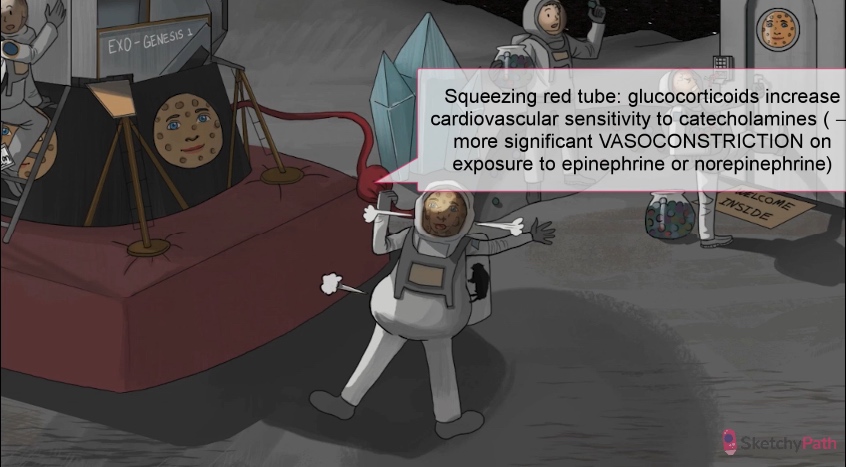 EXO-GENESIS 1
Squeezing red tube: glucocorticoids increase
cardiovascular sensitivity to catecholamines ( –
more significant VASOCONSTRICTION on
exposure to epinephrine or norepinephrine)
WELCOME
INSIDE
SketchyPath